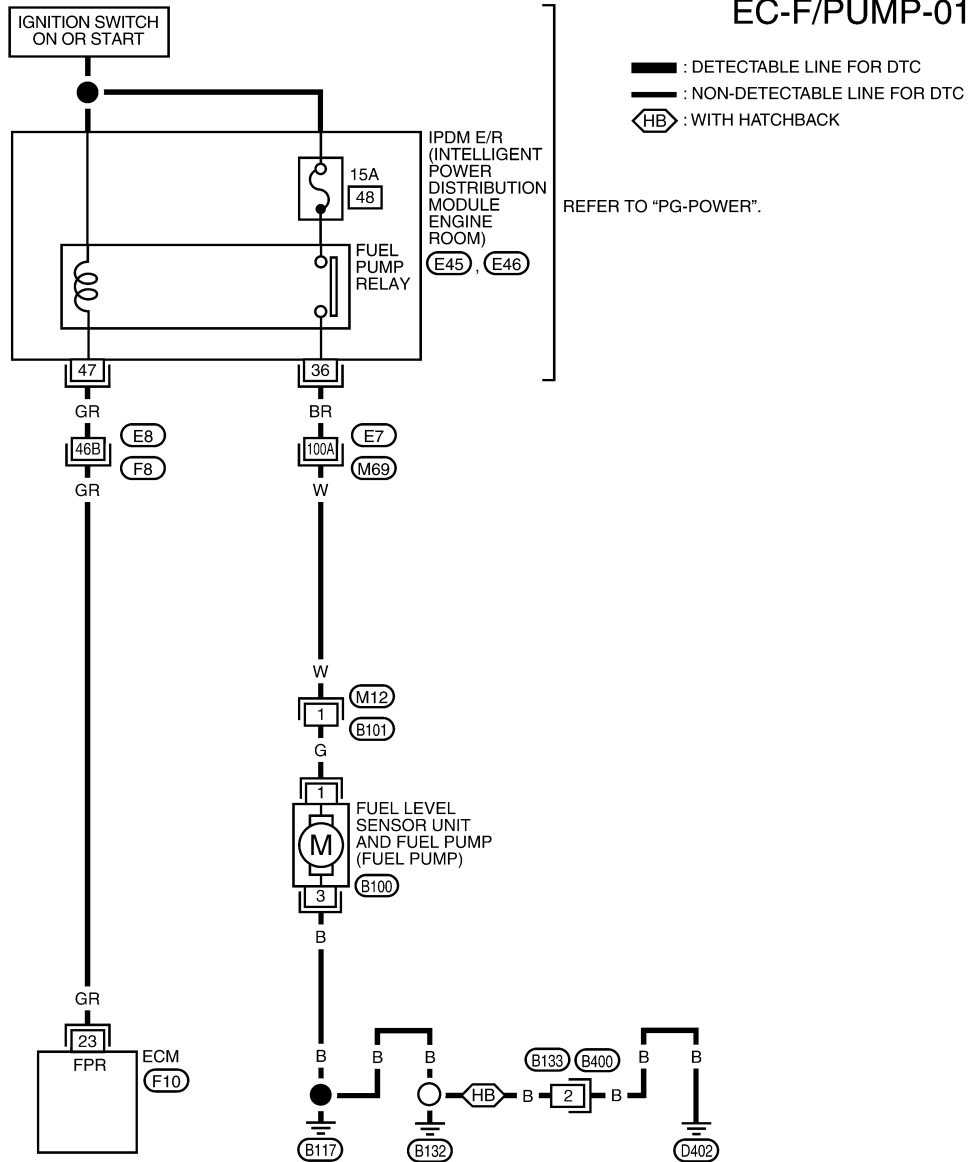 EC-F/PUMP-01
IGNITION SWITCH
ON OR START
: DETECTABLE LINE FOR DTC
: NON-DETECTABLE LINE FOR DTC
HB : WITH HATCHBACK
IPDM E/R
(INTELLIGENT
POWER
DISTRIBUTION
MODULE
ENGINE
ROOM)
E45 , E46
15A
48
REFER TO “PG-POWER”.
FUEL
PUMP
RELAY
47
36
GR
BR
46B
E8
F8
100A
E7
M69
GR
W
W
1
M12
B101
G
1
FUEL LEVEL
SENSOR UNIT
AND FUEL PUMP
(FUEL PUMP)
M
B100
3
B
GR
23
FPR
ECM
F10
B
B
B
HB
B
B133
B400
2
B
B
B
B117
B132
D402